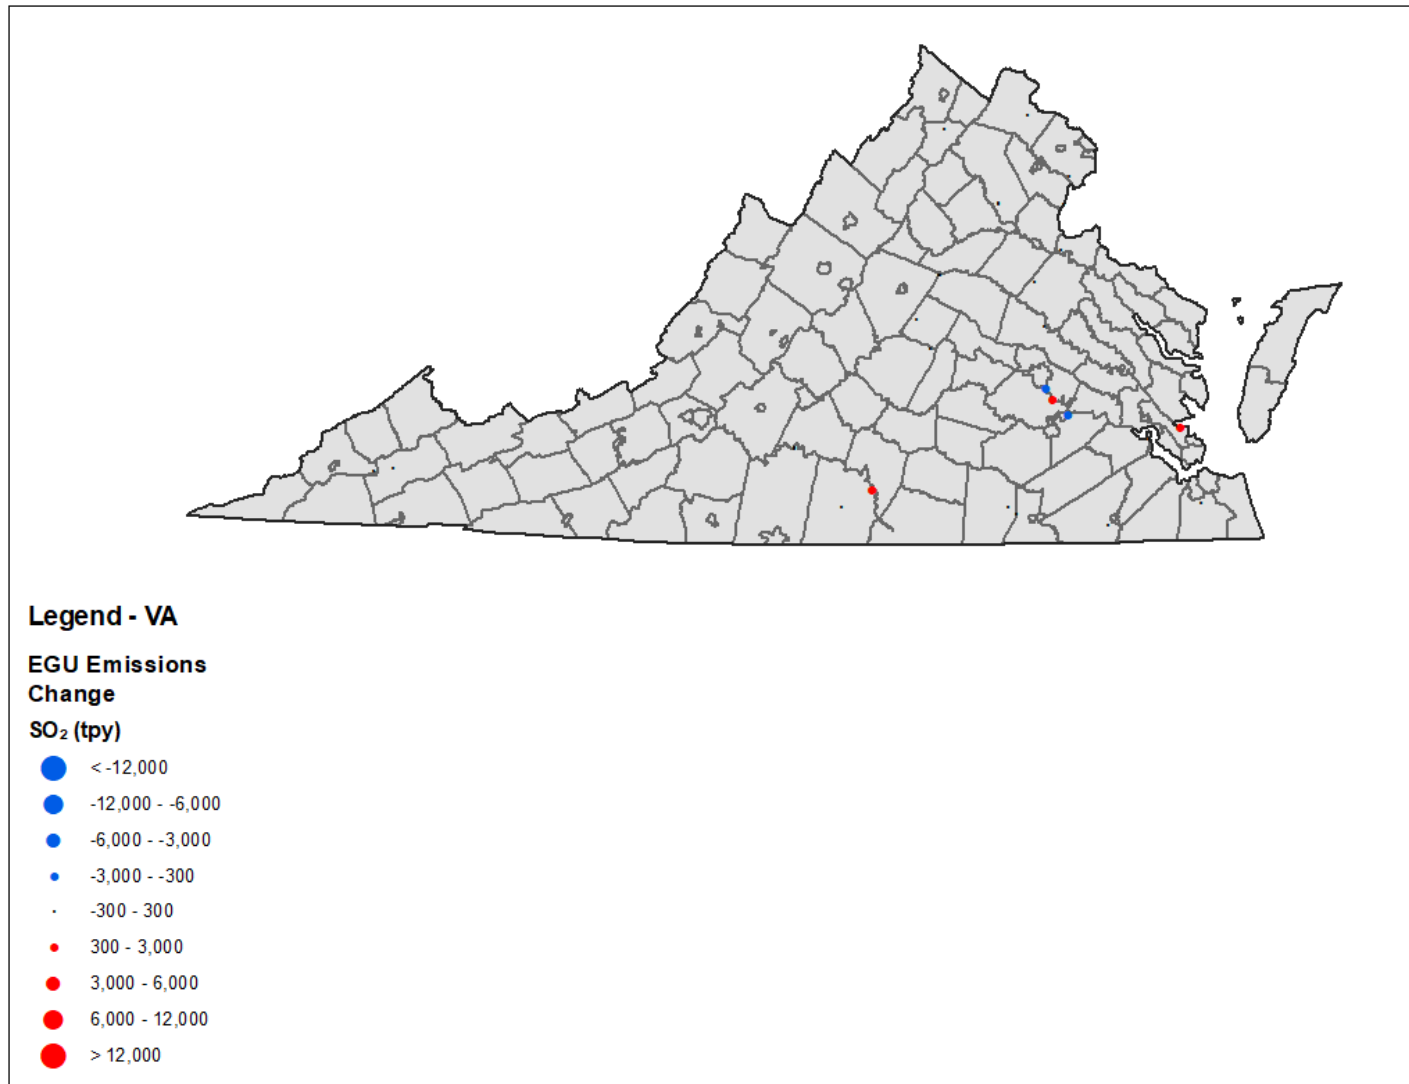 Legend - VA
EGU Emissions
Change
SO₂ (tpy)
< -12,000
-12,000 - -6,000
-6,000 - -3,000
-3,000 - -300
-300 - 300
300 - 3,000
3,000 - 6,000
6,000 - 12,000
> 12,000